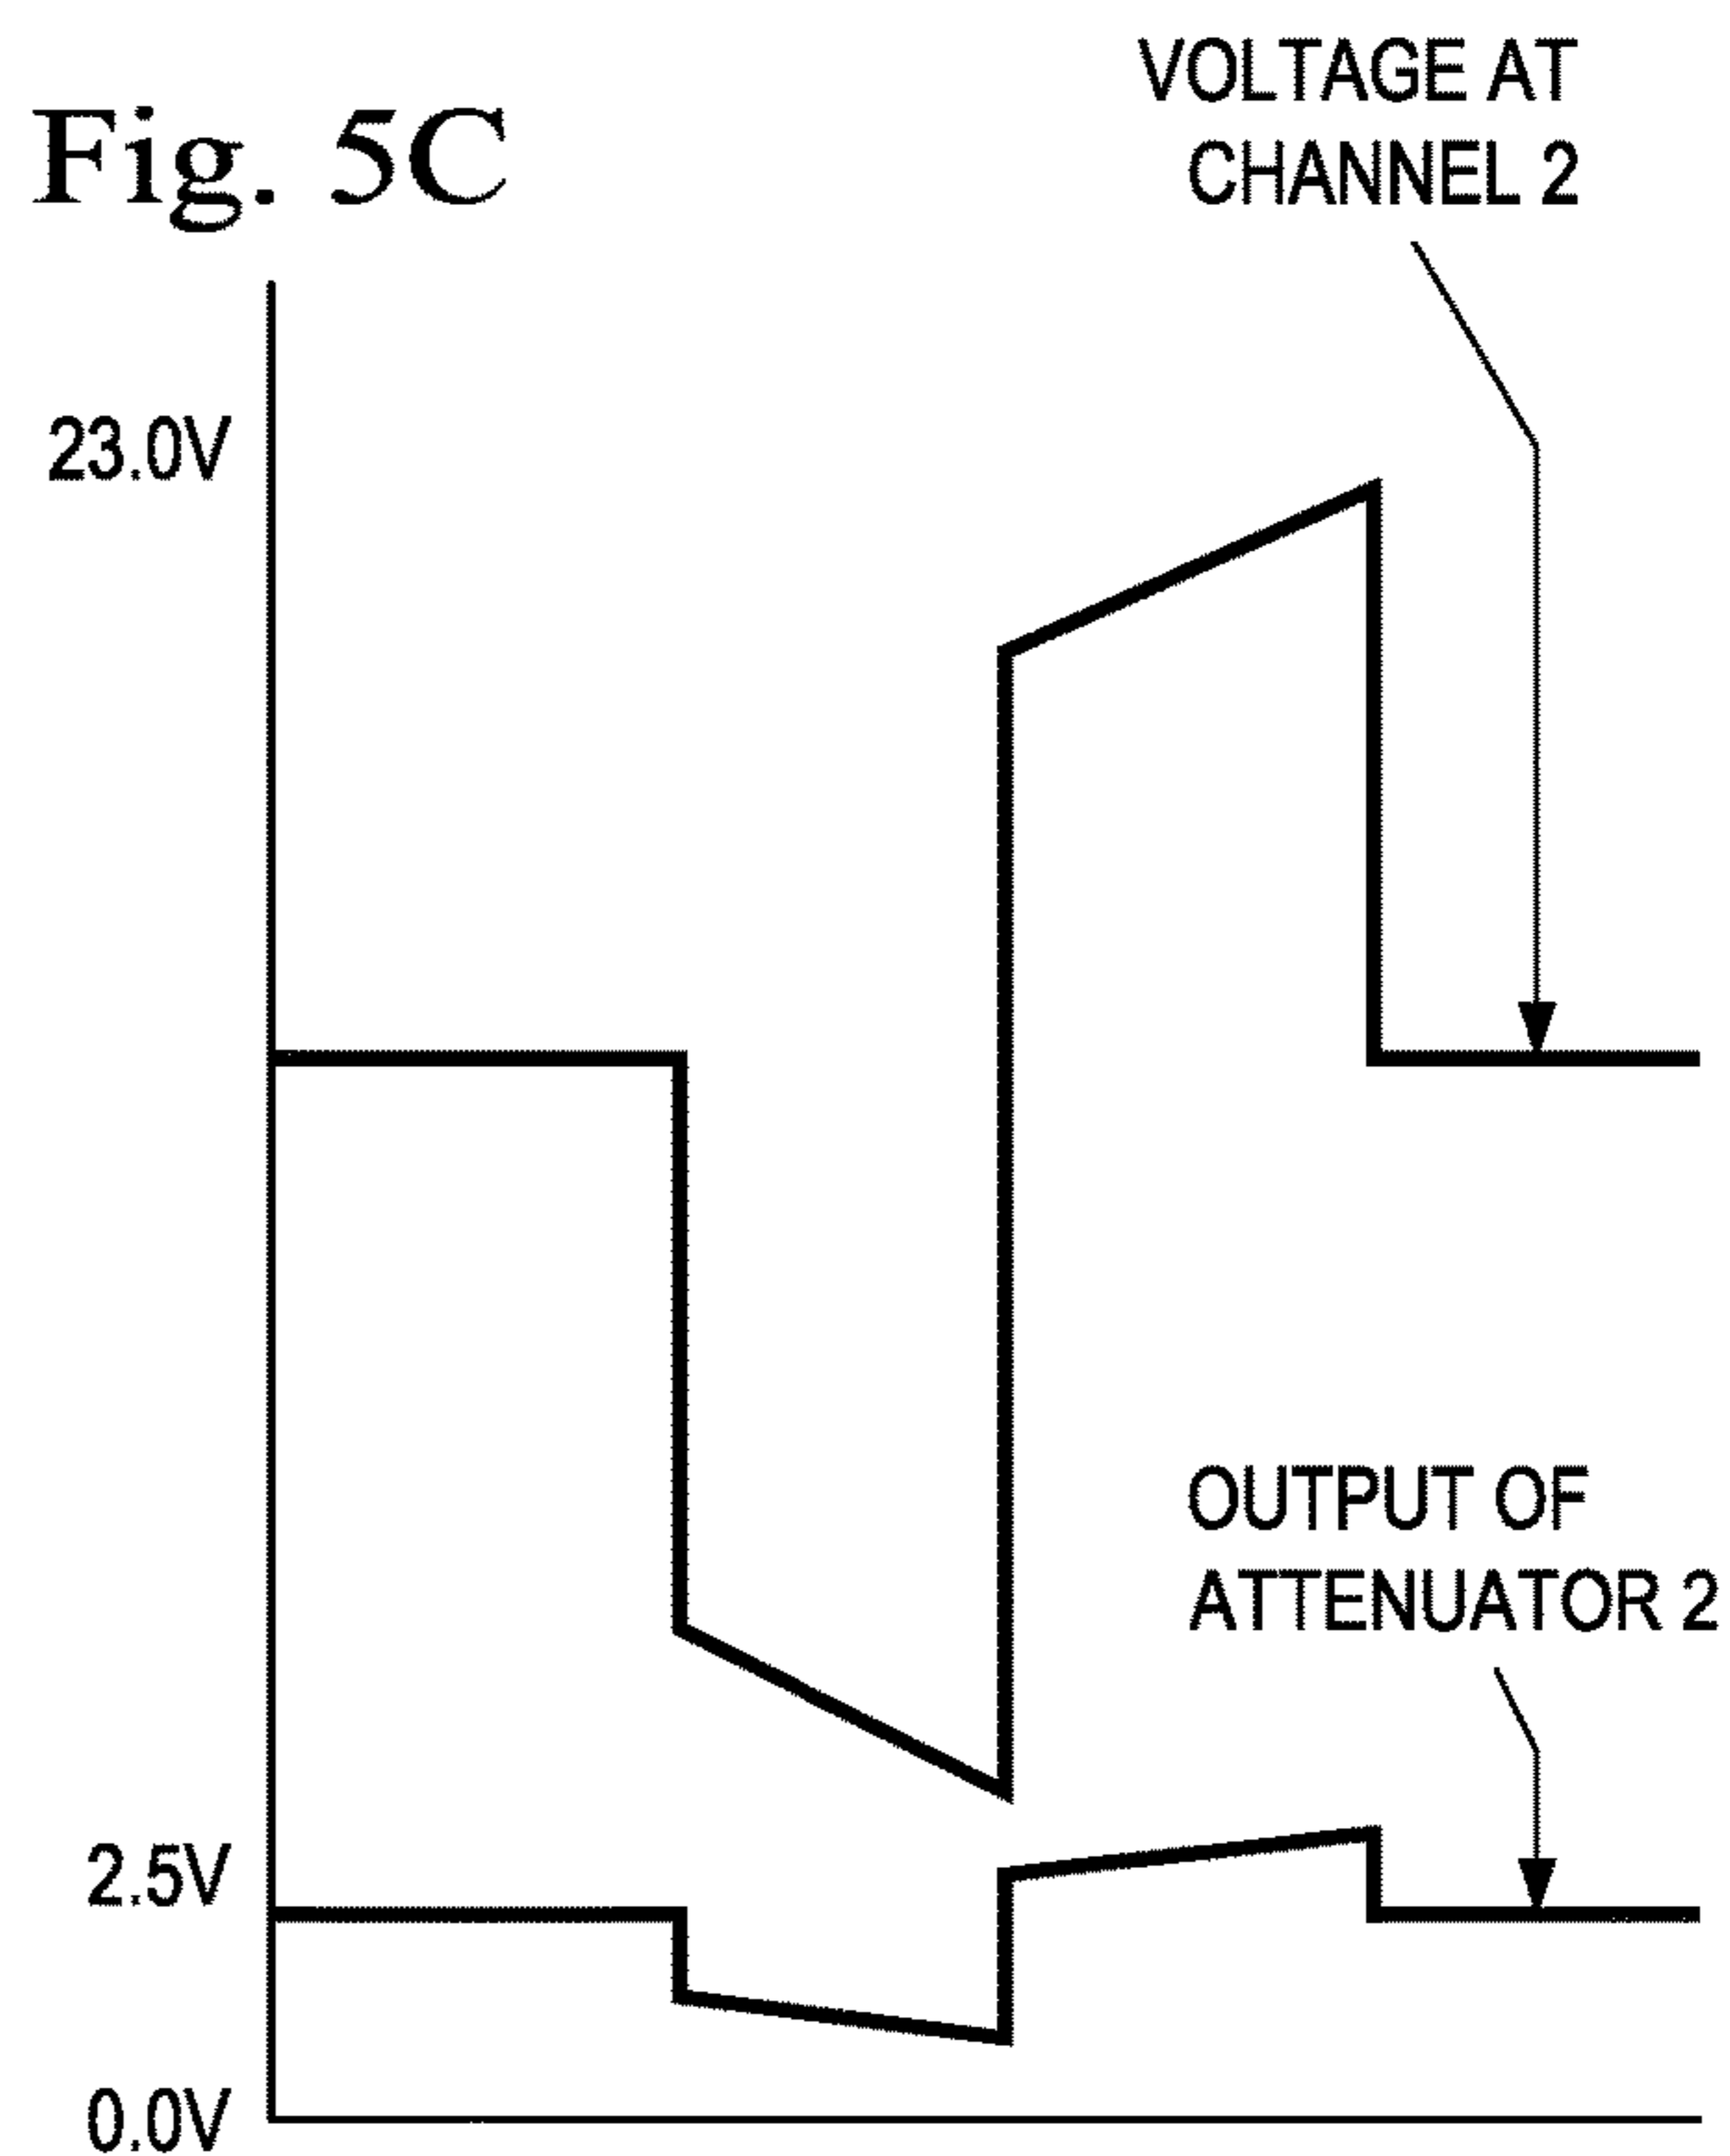 Fig. 5C
VOLTAGE AT
CHANNEL 2
23.0V
OUTPUT OF
ATTENUATOR 2
2.5V
0.0V